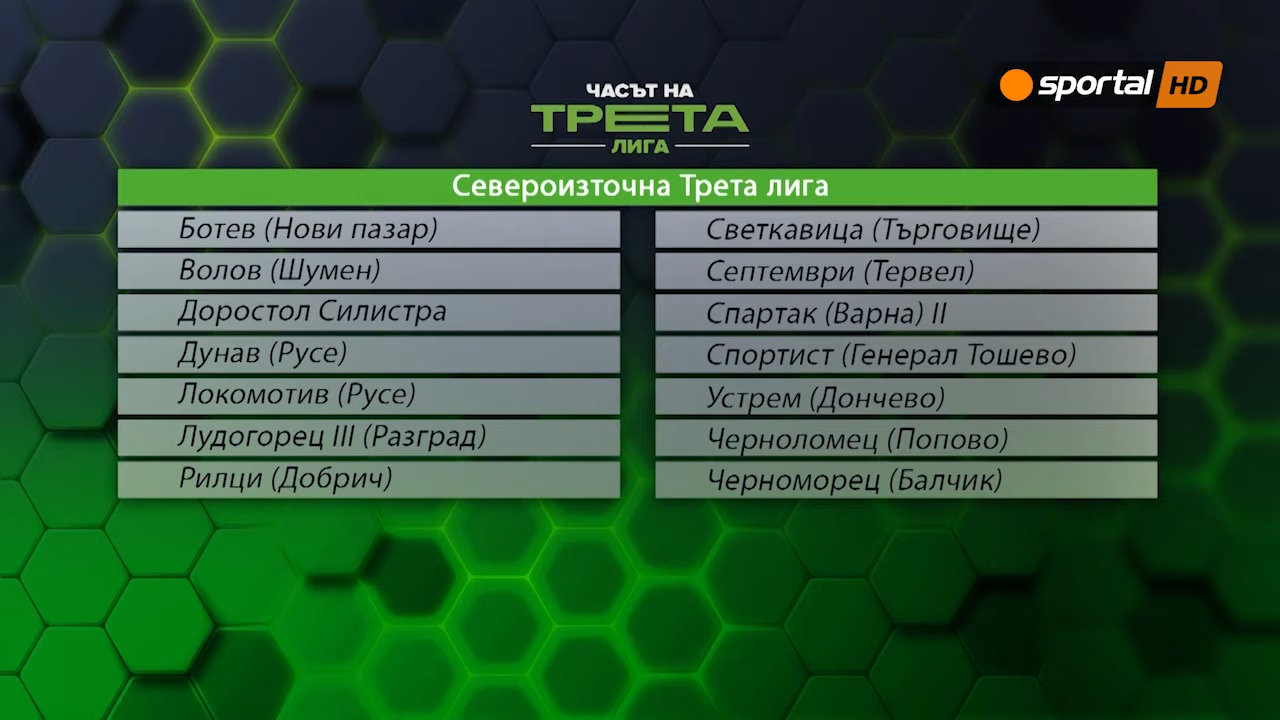 sportal HD
ЧАСЪТ НА
ТРЕТА
ЛИГА
Североизточна Трета лига
Ботев (Нови пазар)
Волов (Шумен)
Доростол Силистра
Дунав (Русе)
Локомотив (Русе)
Лудогорец III (Разград)
Рилци (Добрич)
Светкавица (Търговище)
Септември (Тервел)
Спартак (Варна) II
Спортист (Генерал Тошево)
Устрем (Дончево)
Черноломец (Попово)
Черноморец (Балчик)